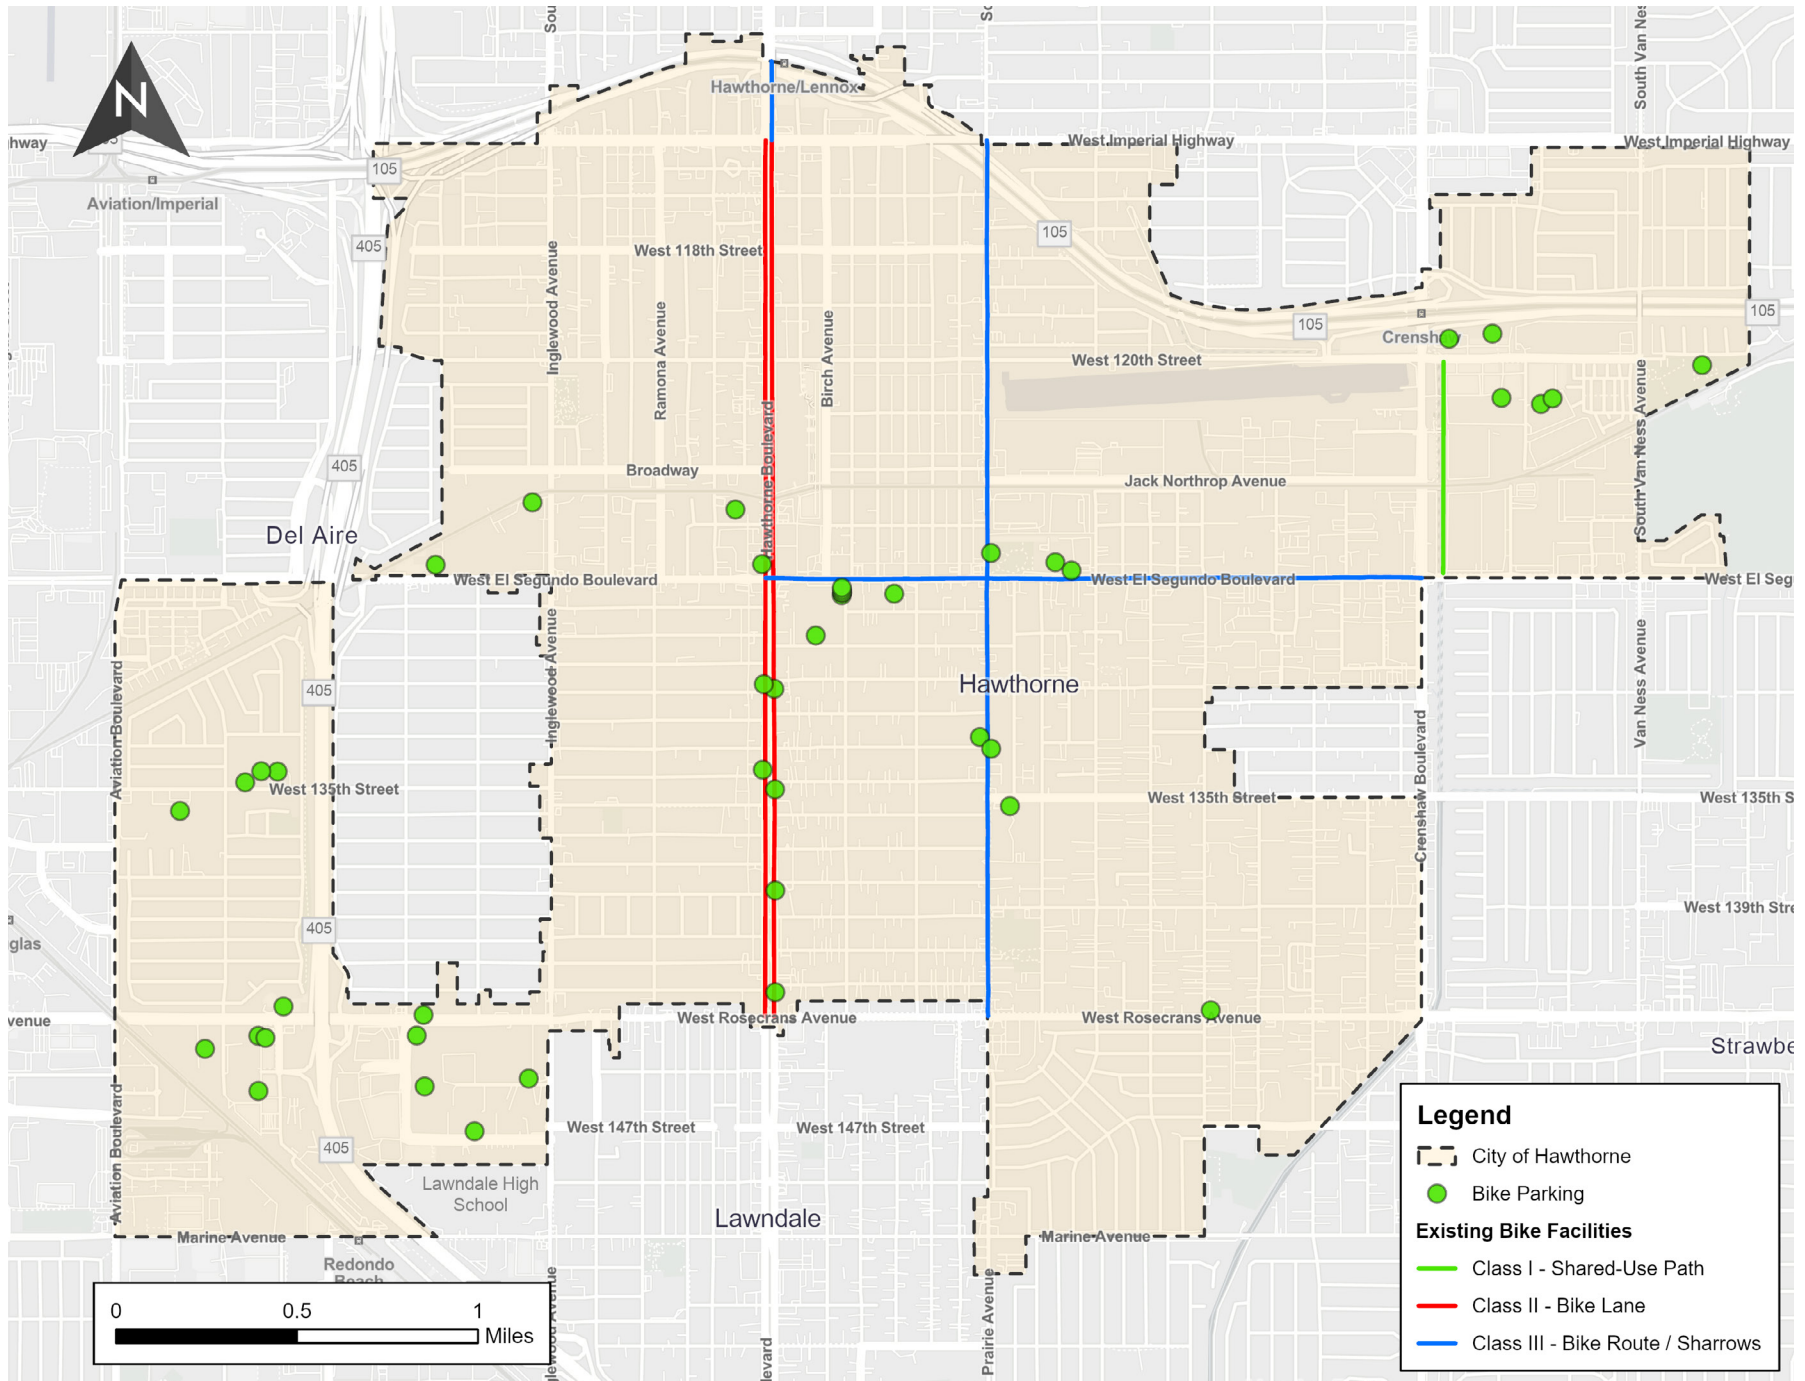 N
Sou
South Van Nes
Hawthorne/Lennox
hway
West Imperial Highway
West Imperial Highway
105
Aviation/Imperial
405
West 118th Street
105
Inglewood Avenue
Ramona Avenue
Birch Avenue
105
105
Crenshaw
West 120th Street
South Van Ness Avenue
Hawthorne Boulevard
405
Broadway
Jack Northrop Avenue
Del Aire
West El Segundo Boulevard
West El Segundo Boulevard
West El Seg
Inglewood Avenue
Van Ness Avenue
Aviation Boulevard
405
Hawthorne
Crenshaw Boulevard
West 135th Street
West 135th Street
West 135th S
405
glas
West 139th Stre
venue
West Rosecrans Avenue
West Rosecrans Avenue
Strawbe
Aviation Boulevard
405
West 147th Street
West 147th Street
Lawndale High
School
Lawndale
Marine Avenue
Marine Avenue
Redondo
Beach
Prairie Avenue
glewood Avenue
levard
0
0.5
1
Miles
Legend
City of Hawthorne
Bike Parking
Existing Bike Facilities
Class I - Shared-Use Path
Class II - Bike Lane
Class III - Bike Route / Sharrows